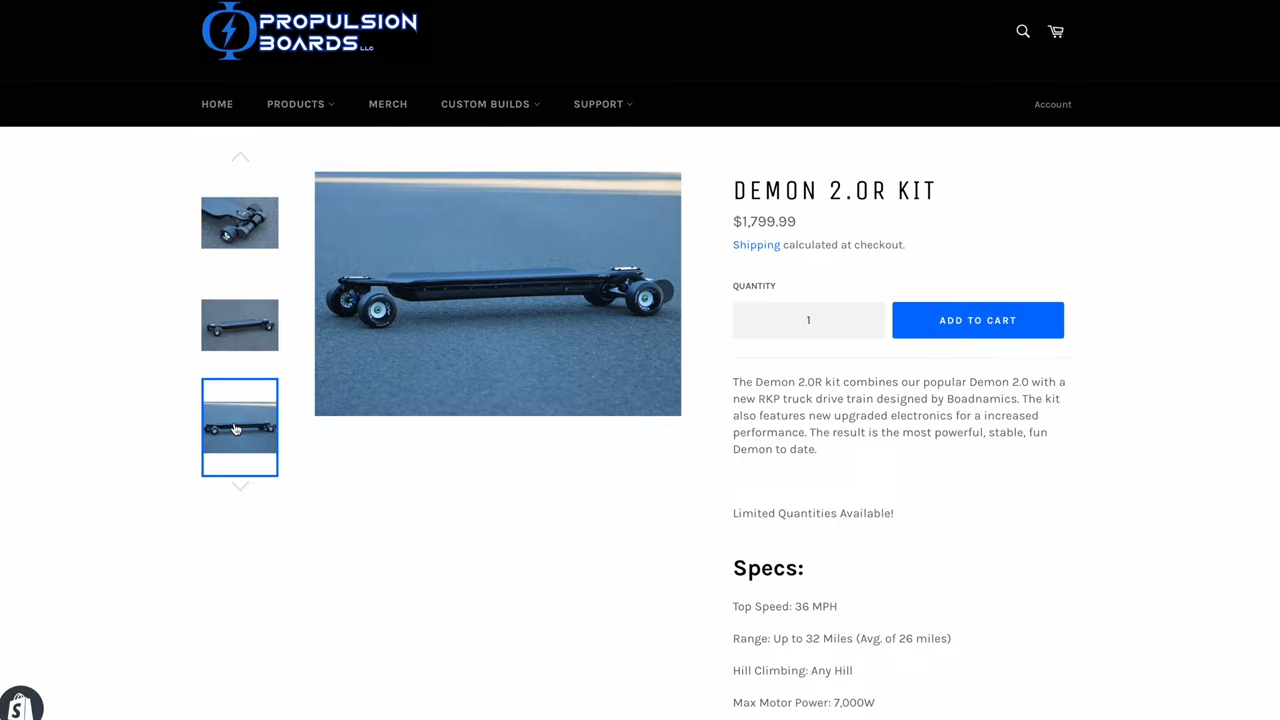 PROPULSION
BOARDS LLC
HOME
PRODUCTS
MERCH
CUSTOM BUILDS
SUPPORT
Account
DEMON 2.0R KIT
$1,799.99
Shipping calculated at checkout.
QUANTITY
1
ADD TO CART
The Demon 2.0R kit combines our popular Demon 2.0 with a
new RKP truck drive train designed by Boadnamics. The kit
also features new upgraded electronics for a increased
performance. The result is the most powerful, stable, fun
Demon to date.
Limited Quantities Available!
Specs:
Top Speed: 36 MPH
Range: Up to 32 Miles (Avg. of 26 miles)
Hill Climbing: Any Hill
Max Motor Power: 7,000W